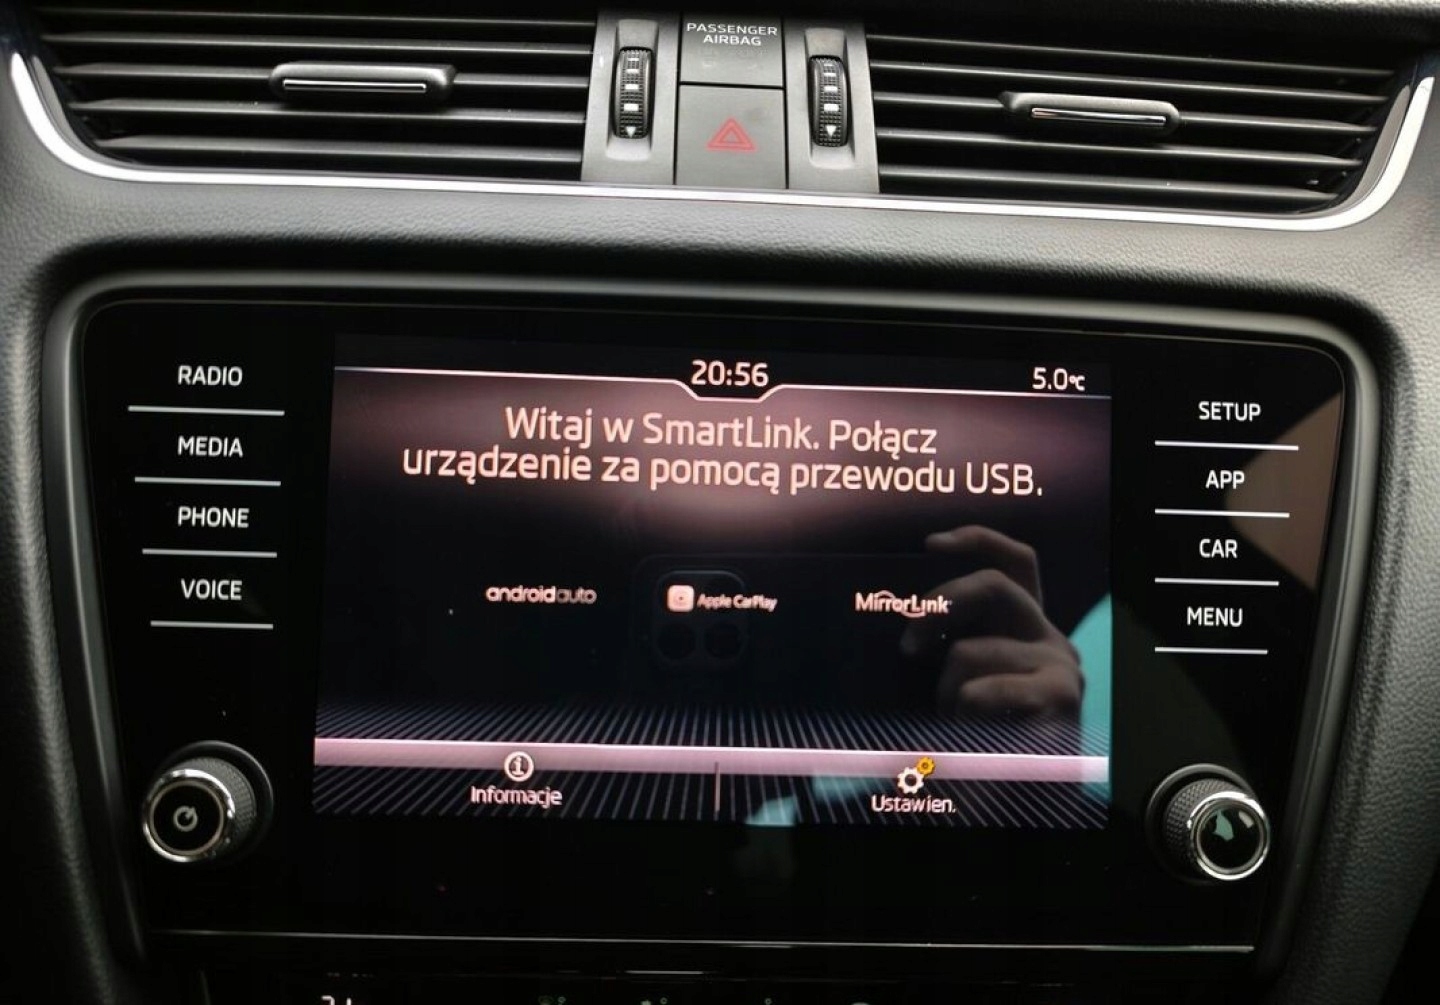 PASSENGER
AIRBAG
20:56
5.0°C
RADIO
MEDIA
PHONE
VOICE
Witaj w SmartLink. Połącz
urządzenie za pomocą przewodu USB.
androidauto
Apple CarPlay
MirrorLink
Informacje
Ustawien.
SETUP
APP
CAR
MENU